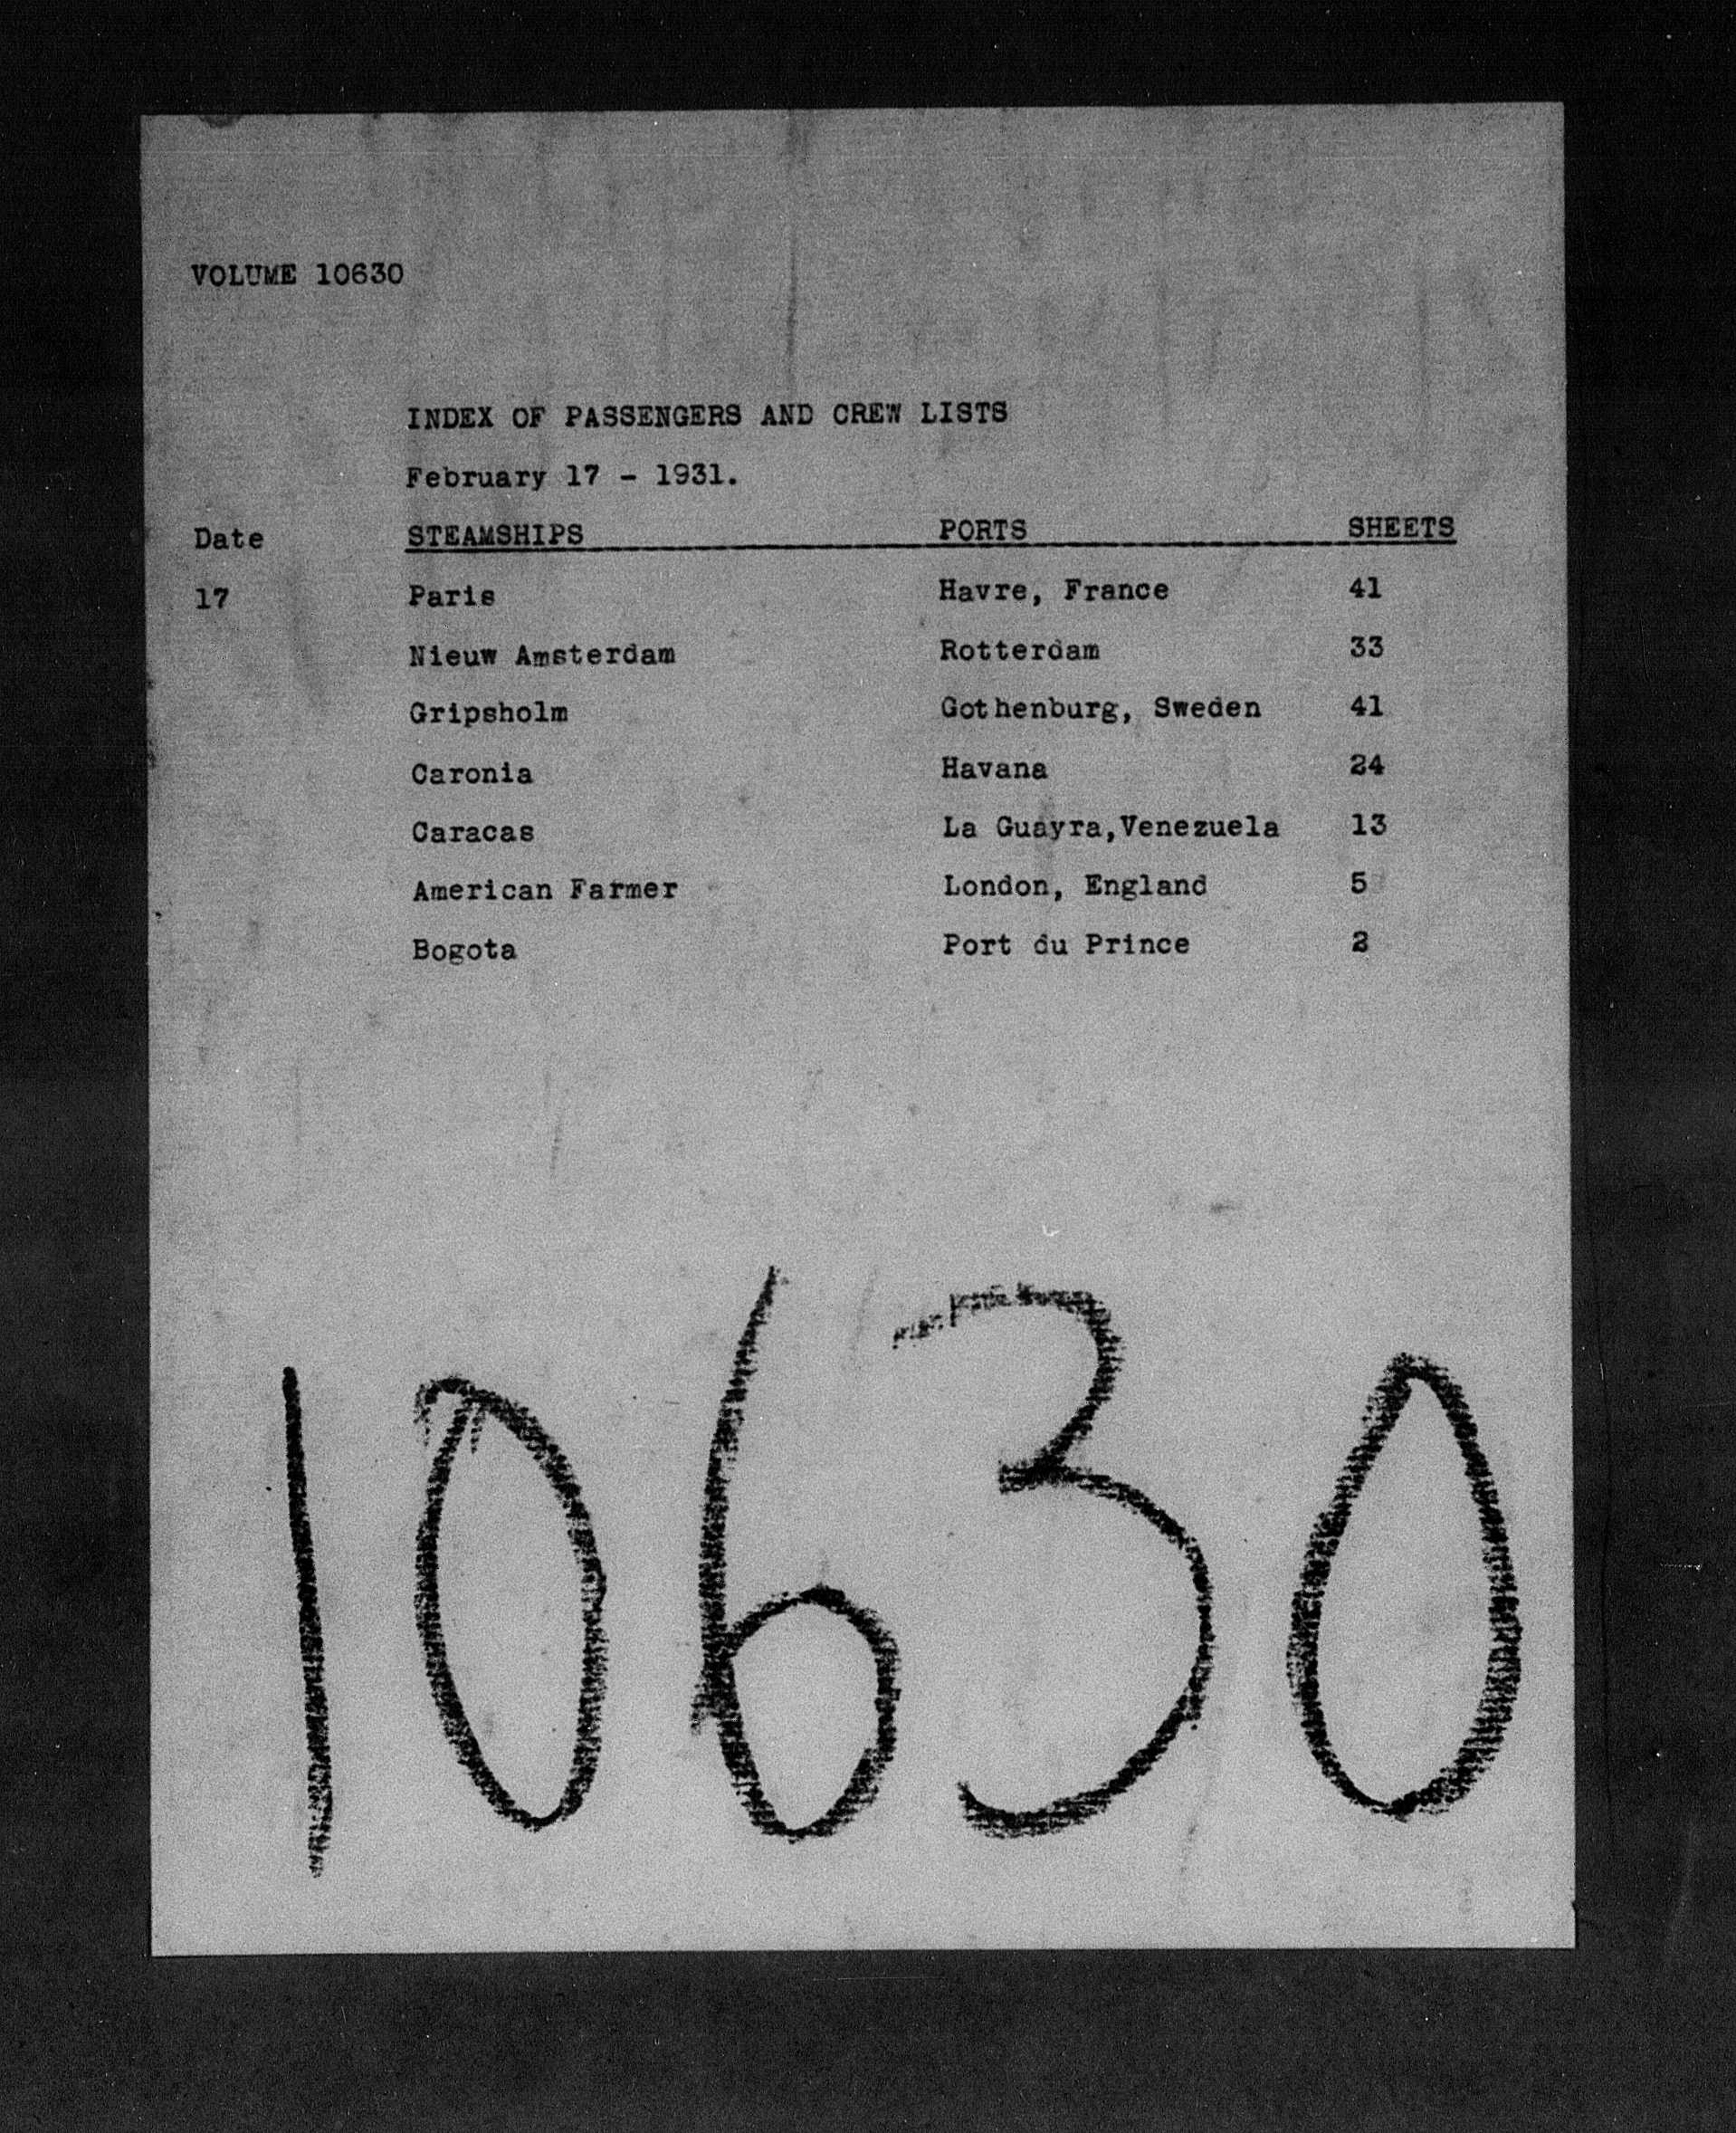 VOLUME 10630
INDEX OF PASSENGERS AND CREW LISTS
February 17 - 1931.
Date STEAMSHIPS PORTS SHEETS
17 Paris Havre, France 41
Nieuw Amsterdam Rotterdam 33
Gripsholm Gothenburg, Sweden 41
Caronia Havana 24
Caracas La Guayra,Venezuela 13
American Farmer London, England 5
Bogota Port du Prince 2
10630